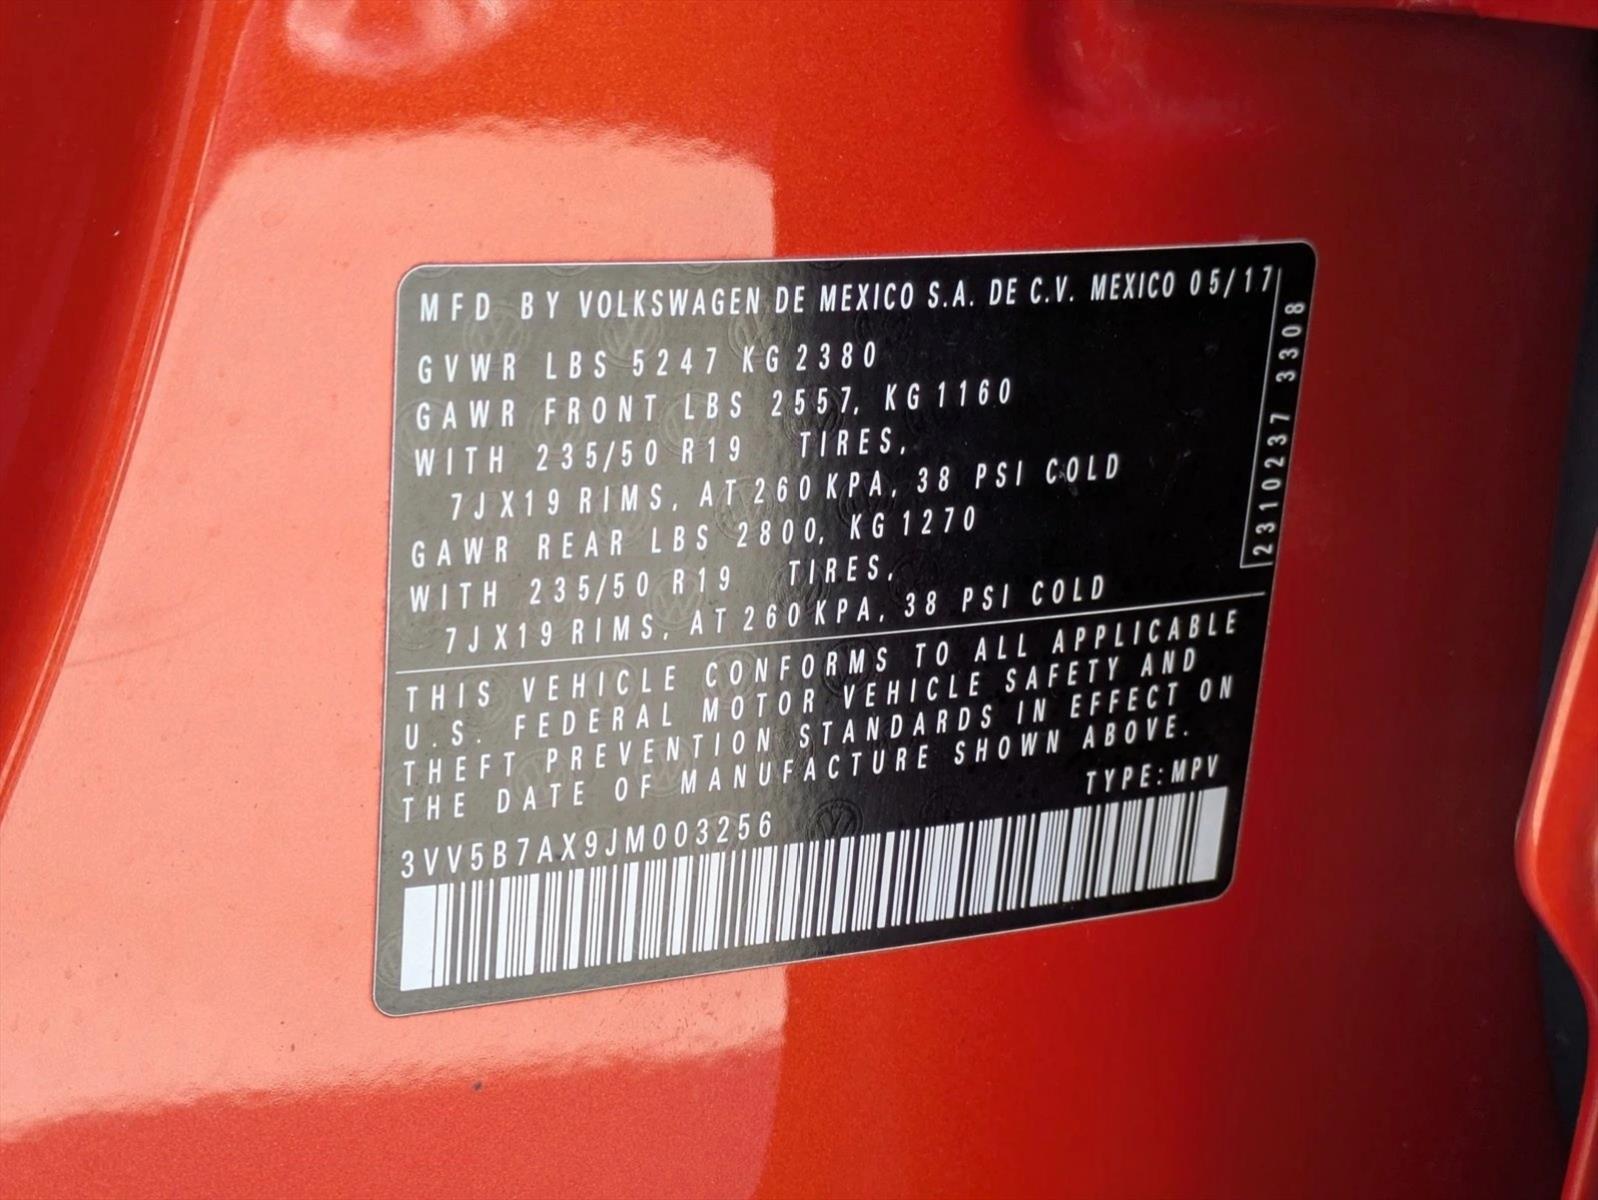 MFD BY VOLKSWAGEN DE MEXICO S.A. DE C.V. MEXICO 05/17
GVWR LBS 5247 KG 2380
GAWR FRONT LBS 2557, KG 1160
WITH 235/50 R19 TIRES,
7JX19 RIMS, AT 260 KPA, 38 PSI COLD
GAWR REAR LBS 2800, KG 1270
WITH 235/50 R19 TIRES,
7JX19 RIMS, AT 260 KPA, 38 PSI COLD
2310237 3308
THIS VEHICLE CONFORMS TO ALL APPLICABLE
U.S. FEDERAL MOTOR VEHICLE SAFETY AND
THEFT PREVENTION STANDARDS IN EFFECT ON
THE DATE OF MANUFACTURE SHOWN ABOVE.
TYPE:MPV
3VV5B7AX9JM003256